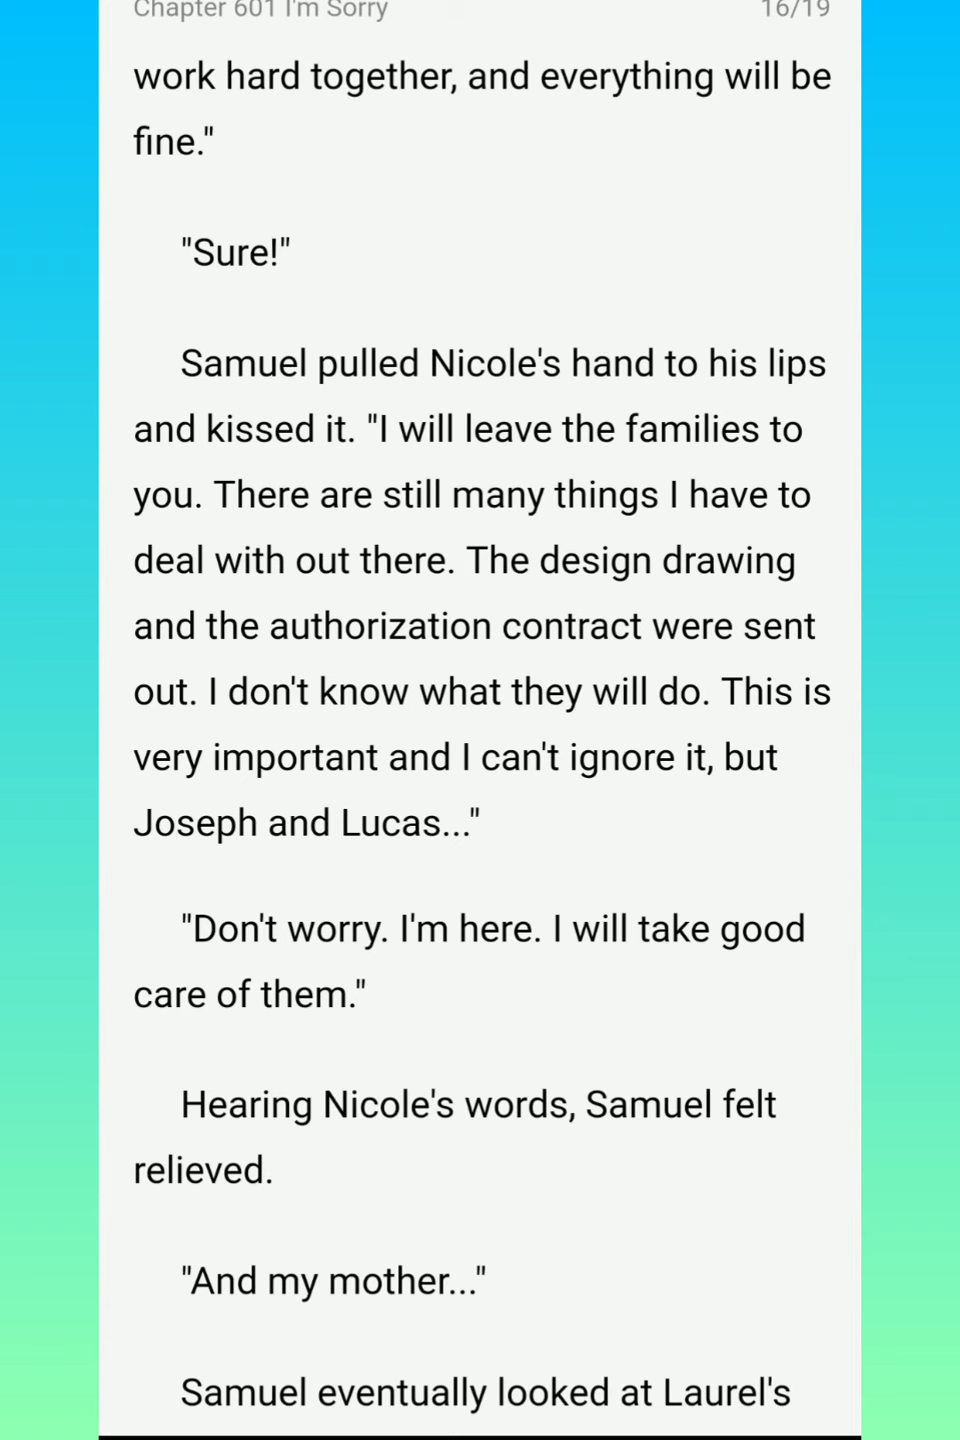 Chapter 601 I'm Sorry 16/19
work hard together, and everything will be
fine."
"Sure!"
Samuel pulled Nicole's hand to his lips
and kissed it. "I will leave the families to
you. There are still many things I have to
deal with out there. The design drawing
and the authorization contract were sent
out. I don't know what they will do. This is
very important and I can't ignore it, but
Joseph and Lucas..."
"Don't worry. I'm here. I will take good
care of them."
Hearing Nicole's words, Samuel felt
relieved.
"And my mother..."
Samuel eventually looked at Laurel's